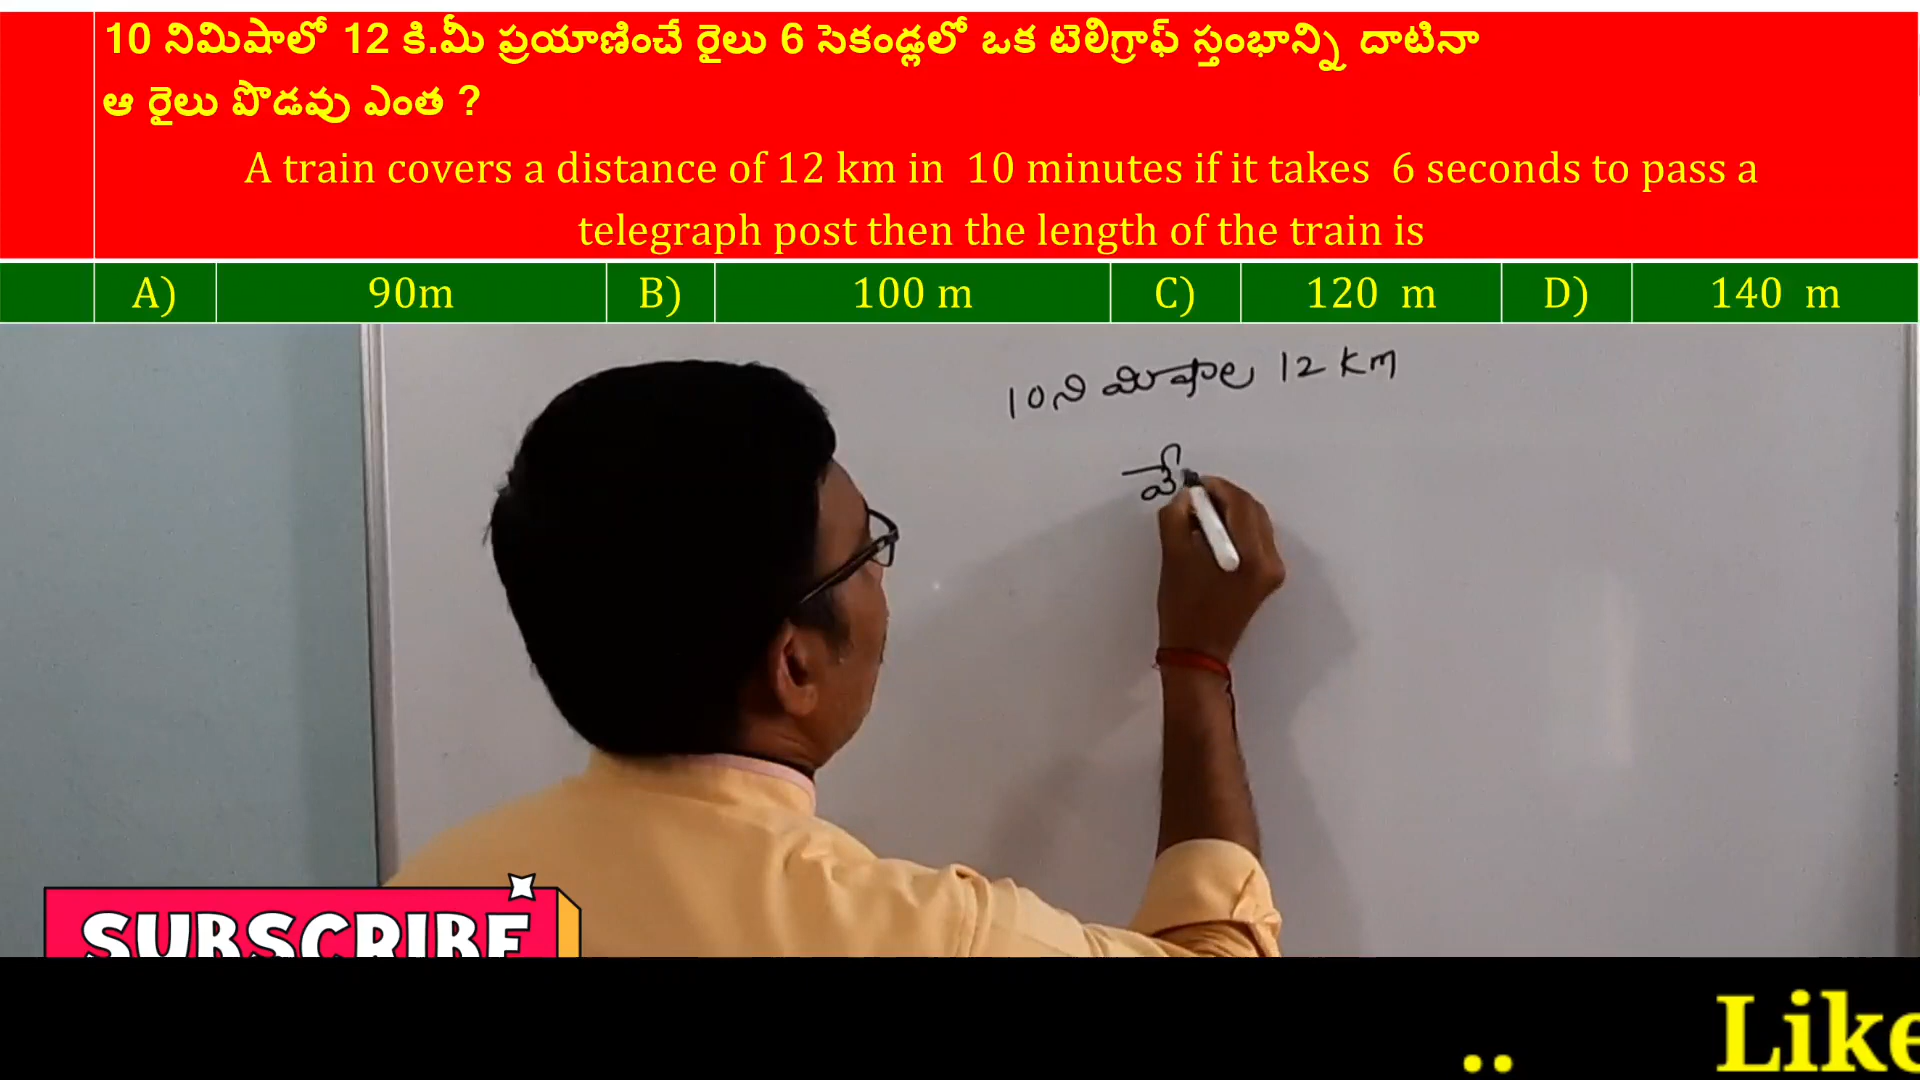 10 నిమిషాలో 12 కి.మీ ప్రయాణించే రైలు 6 సెకండ్లలో ఒక టెలిగ్రాఫ్ స్తంభాన్ని దాటినా
ఆ రైలు పొడవు ఎంత ?
A train covers a distance of 12 km in 10 minutes if it takes 6 seconds to pass a
telegraph post then the length of the train is
A) 90m B) 100 m C) 120 m D) 140 m
10ని మిషాల 12 km
వే
SUBSCRIBE
.. Like